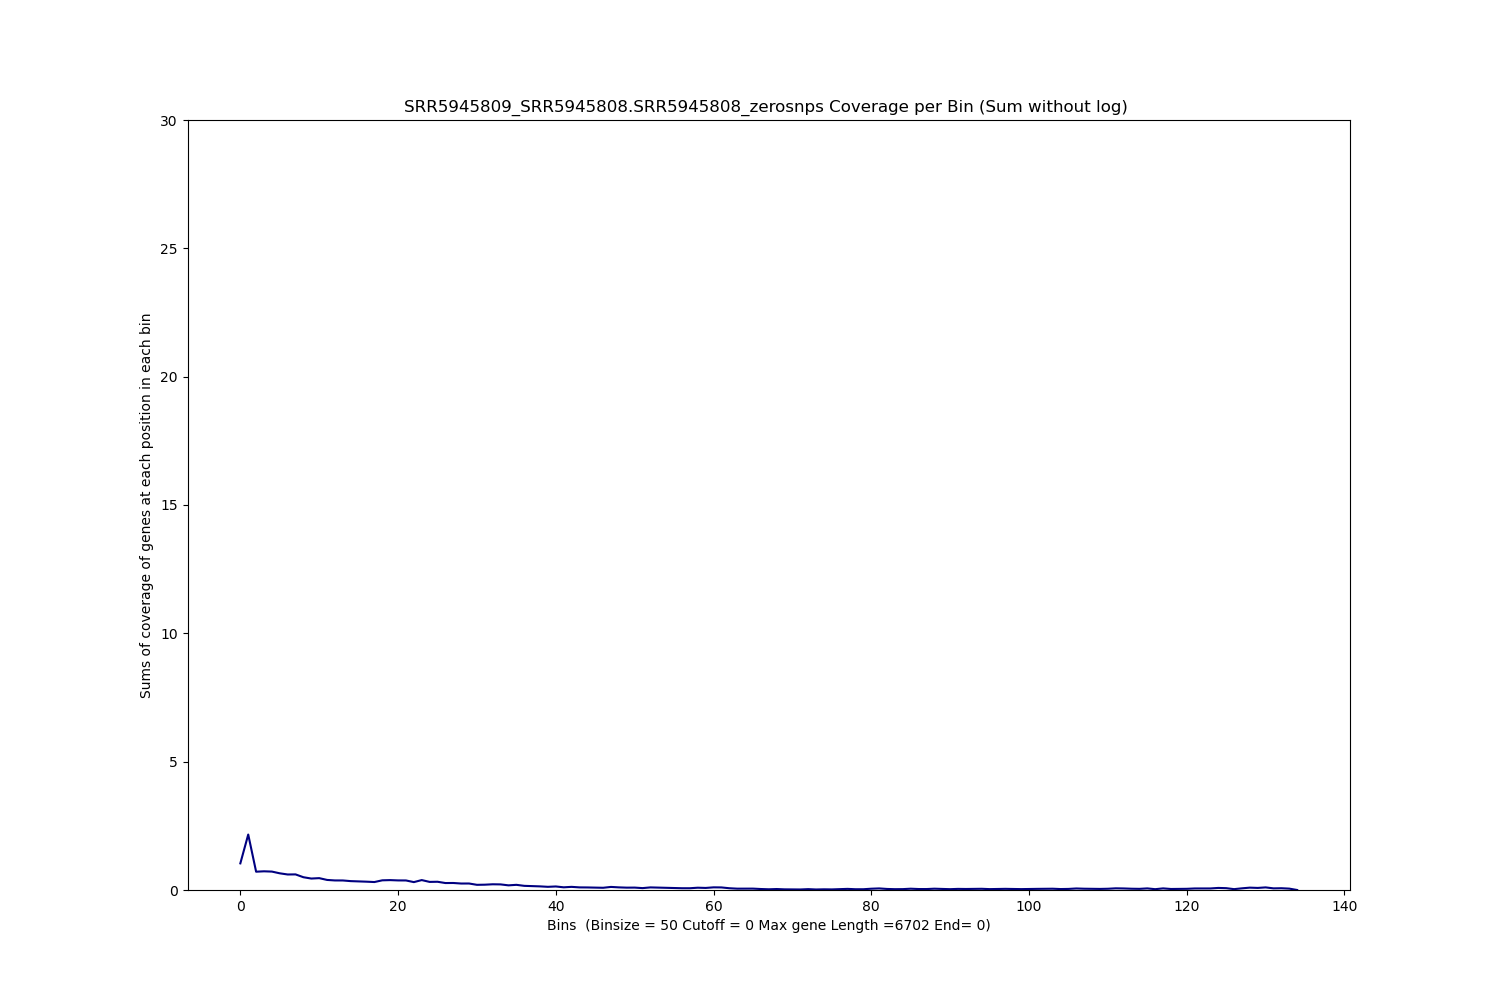 SRR5945809_SRR5945808.SRR5945808_zerosnps Coverage per Bin (Sum without log)
30
25
20
15
10
5
0
Sums of coverage of genes at each position in each bin
0 20 40 60 80 100 120 140
Bins  (Binsize = 50 Cutoff = 0 Max gene Length =6702 End= 0)